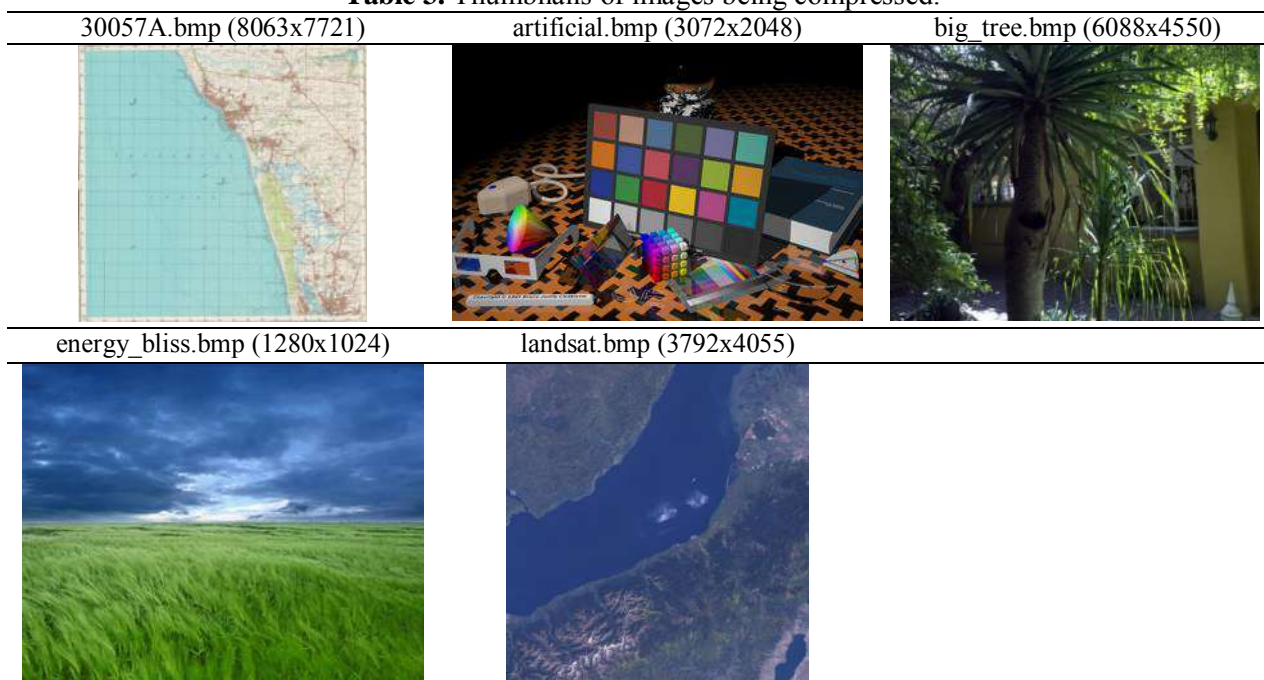 Table 3. Thumbnails of images being compressed.
30057A.bmp (8063x7721)
artificial.bmp (3072x2048)
big_tree.bmp (6088x4550)
energy_bliss.bmp (1280x1024)
landsat.bmp (3792x4055)